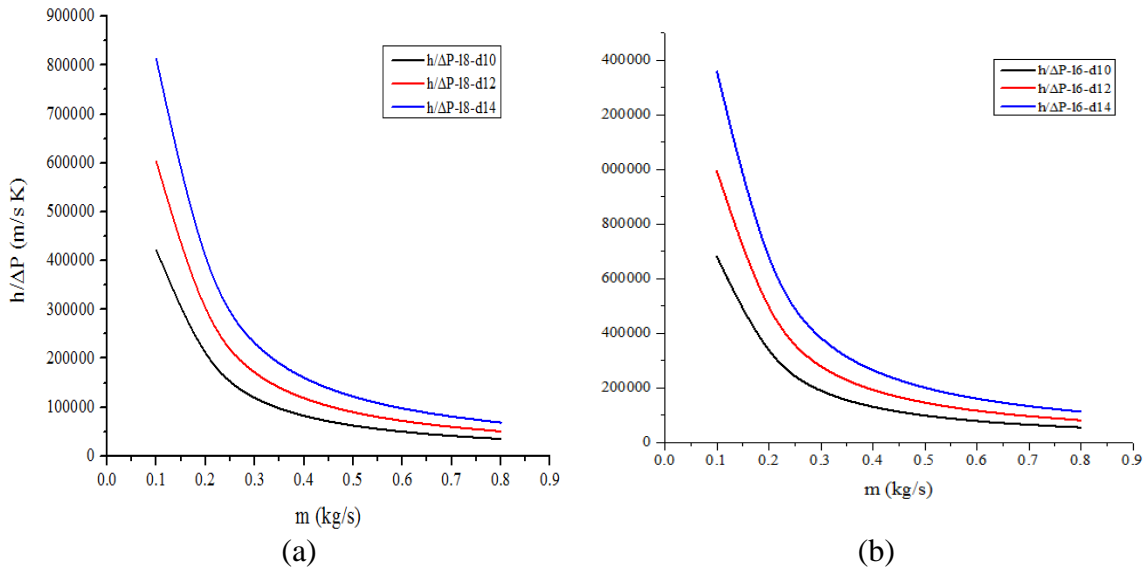 900000
800000
700000
600000
500000
400000
300000
200000
100000
0
h/ΔP (m/s K)
h/ΔP-l8-d10
h/ΔP-l8-d12
h/ΔP-l8-d14
0.0 0.1 0.2 0.3 0.4 0.5 0.6 0.7 0.8 0.9
m (kg/s)
(a)
400000
200000
000000
800000
600000
400000
200000
0
h/ΔP-l6-d10
h/ΔP-l6-d12
h/ΔP-l6-d14
0.0 0.1 0.2 0.3 0.4 0.5 0.6 0.7 0.8 0.9
m (kg/s)
(b)